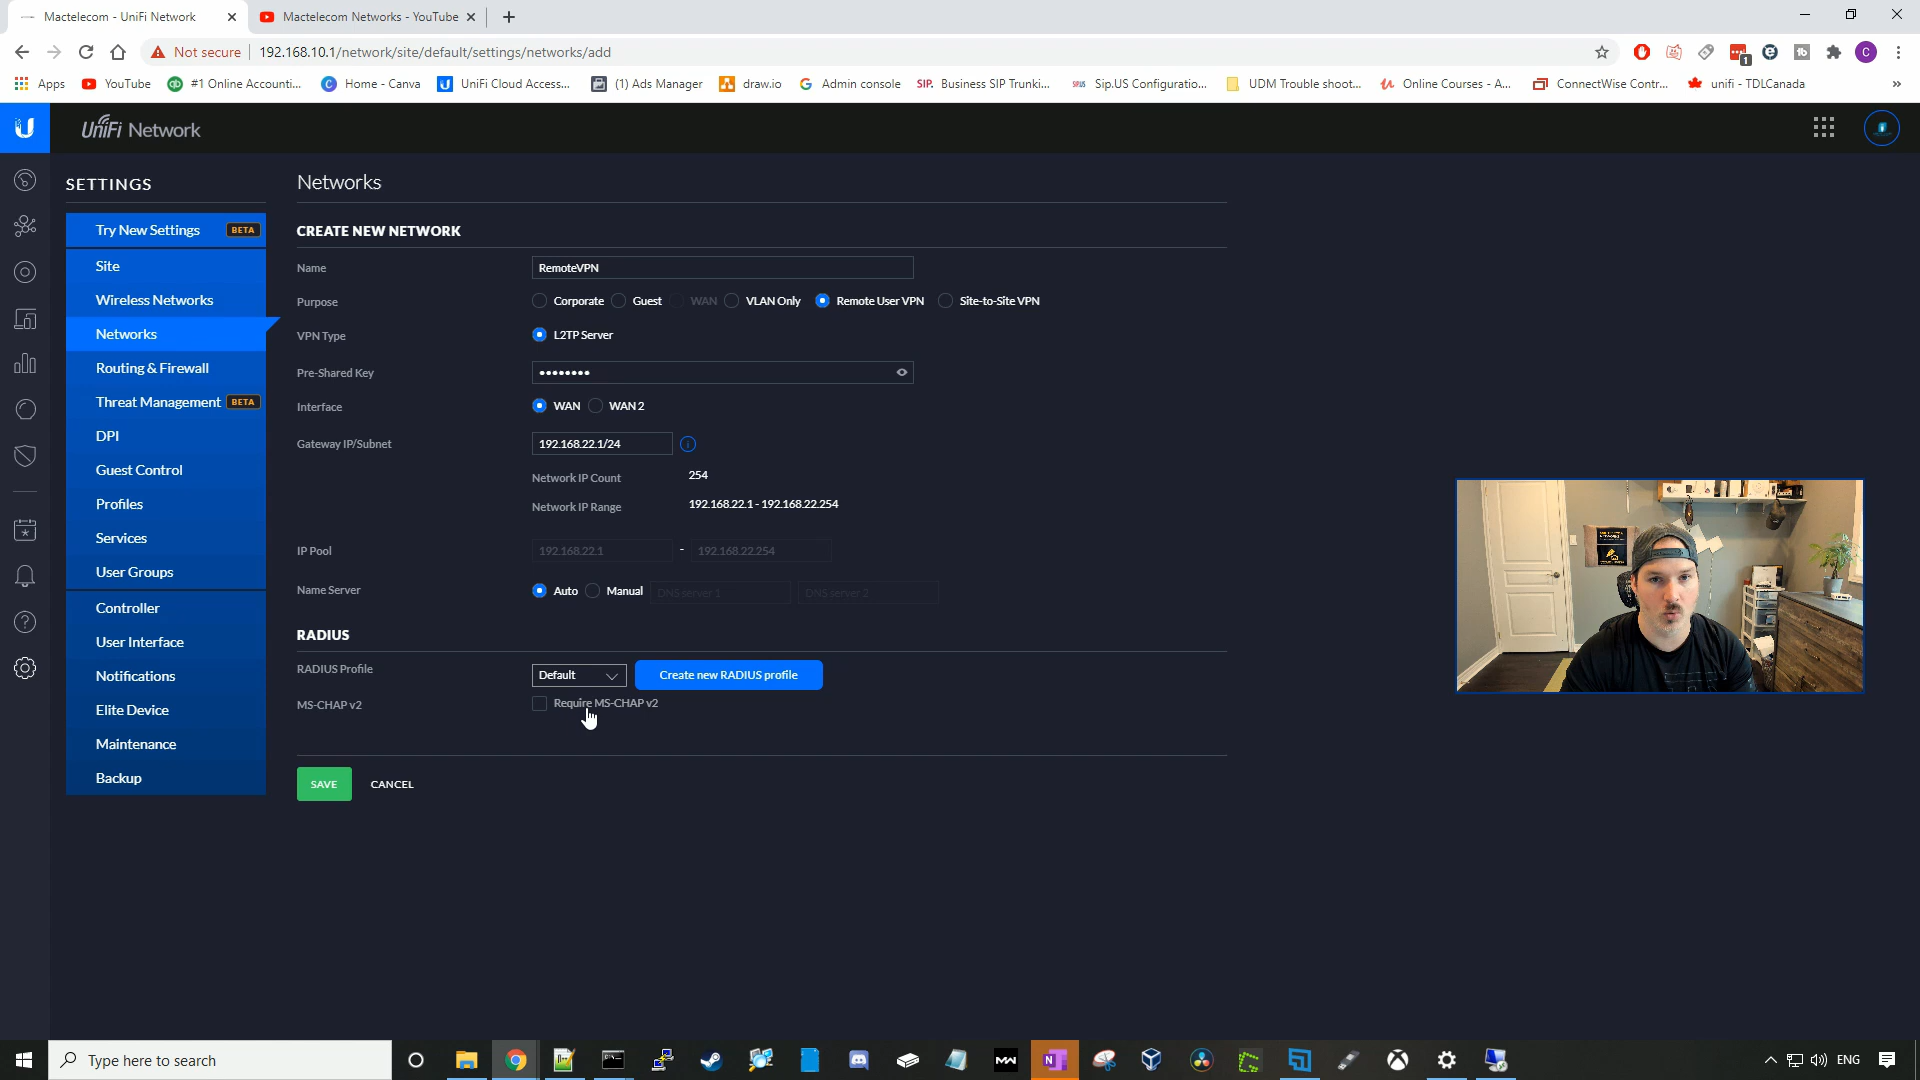 Mactelecom - UniFi Network
Mactelecom Networks - YouTube
Not secure
192.168.10.1/network/site/default/settings/networks/add
1
C
Apps
YouTube
#1 Online Accounti...
Home - Canva
UniFi Cloud Access...
(1) Ads Manager
draw.io
Admin console
SIP. Business SIP Trunki...
Sip.US Configuratio...
UDM Trouble shoot...
Online Courses - A...
ConnectWise Contr...
unifi - TDLCanada
»
UniFi Network
SETTINGS
Try New Settings BETA
Site
Wireless Networks
Networks
Routing & Firewall
Threat Management BETA
DPI
Guest Control
Profiles
Services
User Groups
Controller
User Interface
Notifications
Elite Device
Maintenance
Backup
Networks
CREATE NEW NETWORK
Name
RemoteVPN
Purpose
Corporate Guest WAN VLAN Only Remote User VPN Site-to-Site VPN
VPN Type
L2TP Server
Pre-Shared Key
••••••••
Interface
WAN WAN 2
Gateway IP/Subnet
192.168.22.1/24
Network IP Count 254
Network IP Range 192.168.22.1 - 192.168.22.254
IP Pool
192.168.22.1 - 192.168.22.254
Name Server
Auto Manual DNS server 1 DNS server 2
RADIUS
RADIUS Profile
Default
Create new RADIUS profile
MS-CHAP v2
Require MS-CHAP v2
SAVE CANCEL
Type here to search
MW
ENG